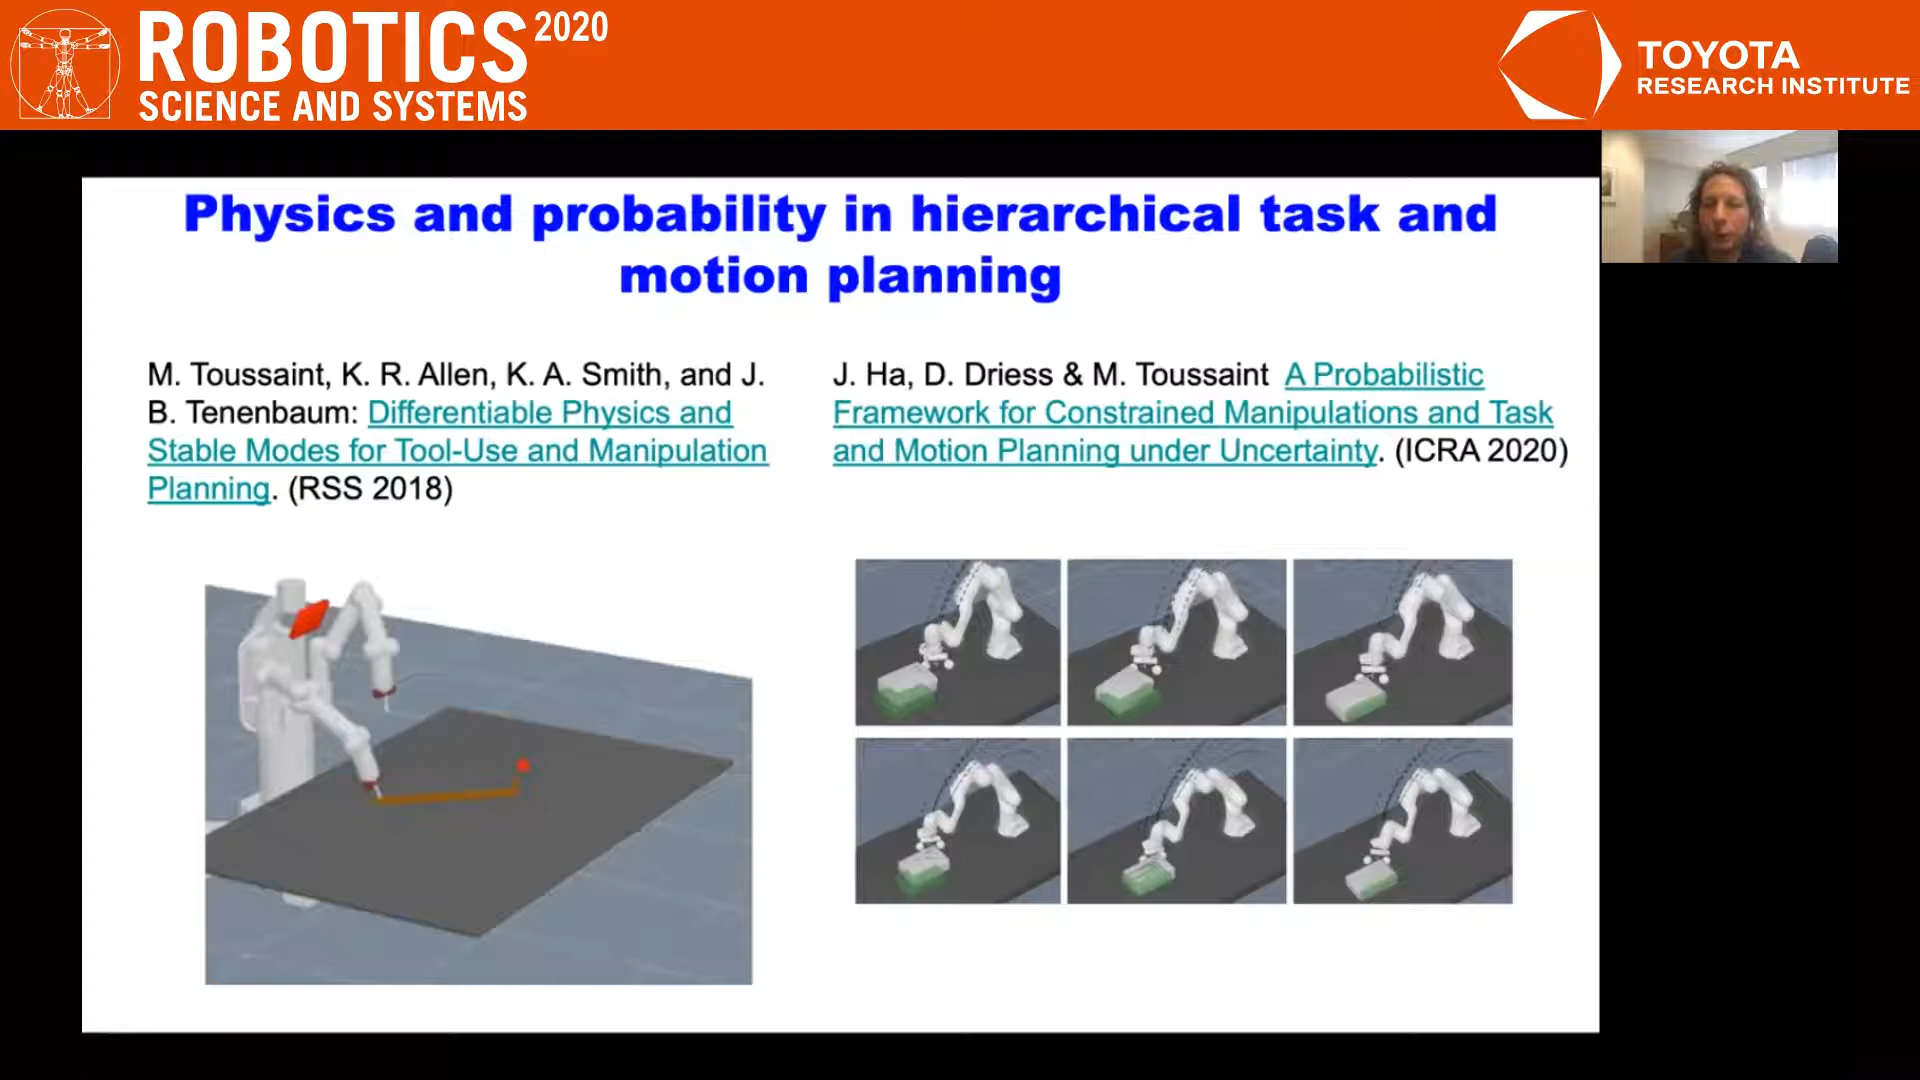 ROBOTICS 2020
SCIENCE AND SYSTEMS
TOYOTA
RESEARCH INSTITUTE
Physics and probability in hierarchical task and
motion planning
M. Toussaint, K. R. Allen, K. A. Smith, and J.
B. Tenenbaum: Differentiable Physics and
Stable Modes for Tool-Use and Manipulation
Planning. (RSS 2018)
J. Ha, D. Driess & M. Toussaint A Probabilistic
Framework for Constrained Manipulations and Task
and Motion Planning under Uncertainty. (ICRA 2020)